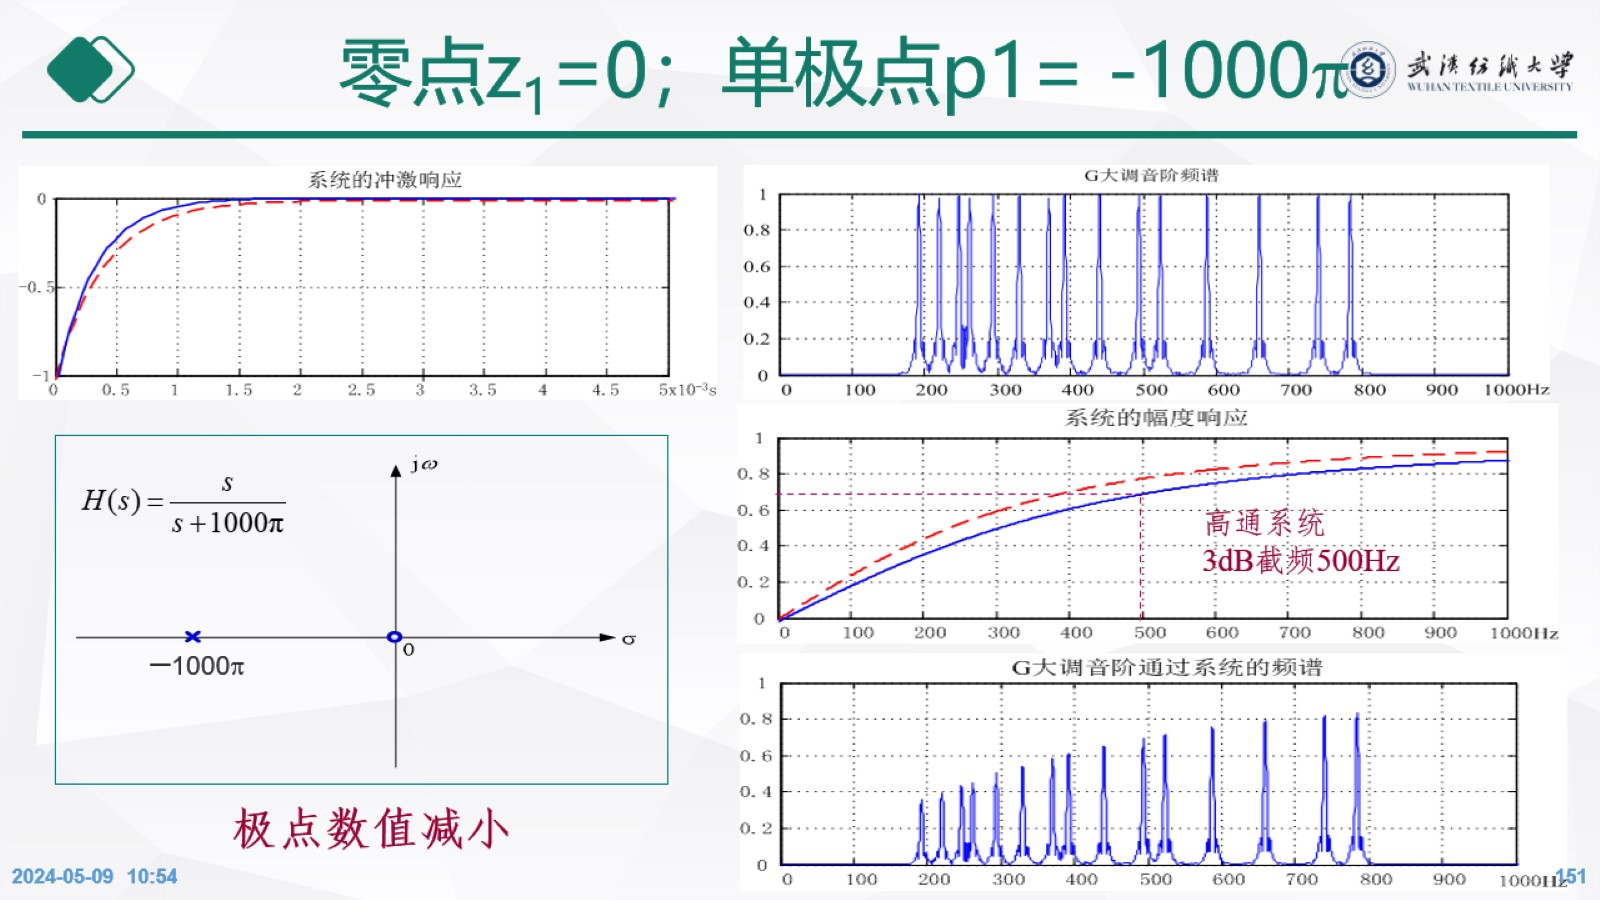 零点z₁=0；单极点p1= -1000π
武汉纺织大学
WUHAN TEXTILE UNIVERSITY
系统的冲激响应
0
-0.5
-1
0 0.5 1 1.5 2 2.5 3 3.5 4 4.5 5x10⁻³s
H(s) = s / (s+1000π)
jω
σ
0
−1000π
极点数值减小
G大调音阶频谱
1
0.8
0.6
0.4
0.2
0
0 100 200 300 400 500 600 700 800 900 1000Hz
系统的幅度响应
1
0.8
0.6
0.4
0.2
0
高通系统
3dB截频500Hz
0 100 200 300 400 500 600 700 800 900 1000Hz
G大调音阶通过系统的频谱
1
0.8
0.6
0.4
0.2
0
0 100 200 300 400 500 600 700 800 900 1000Hz
2024-05-09 10:54
151